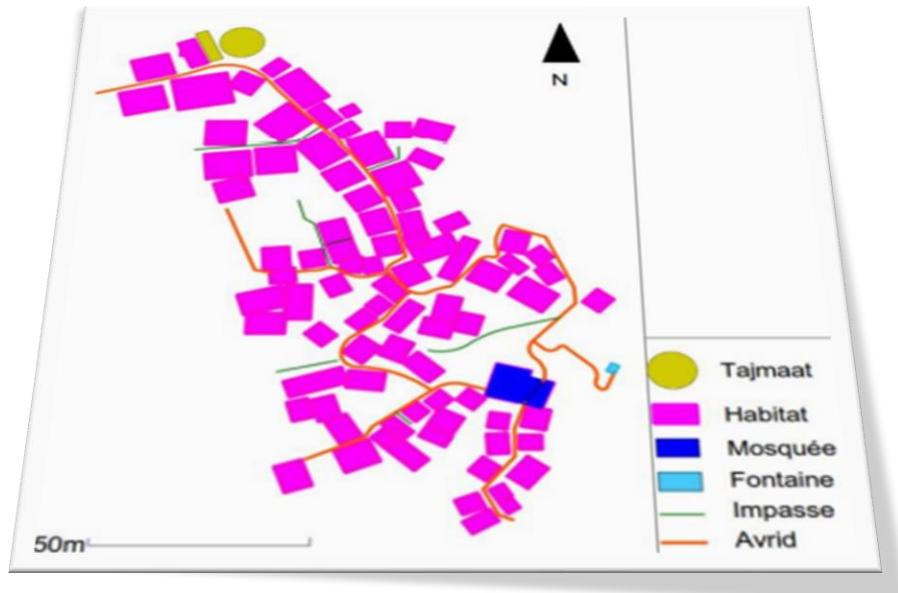 N
Tajmaat
Habitat
Mosquée
Fontaine
Impasse
Avrid
50m